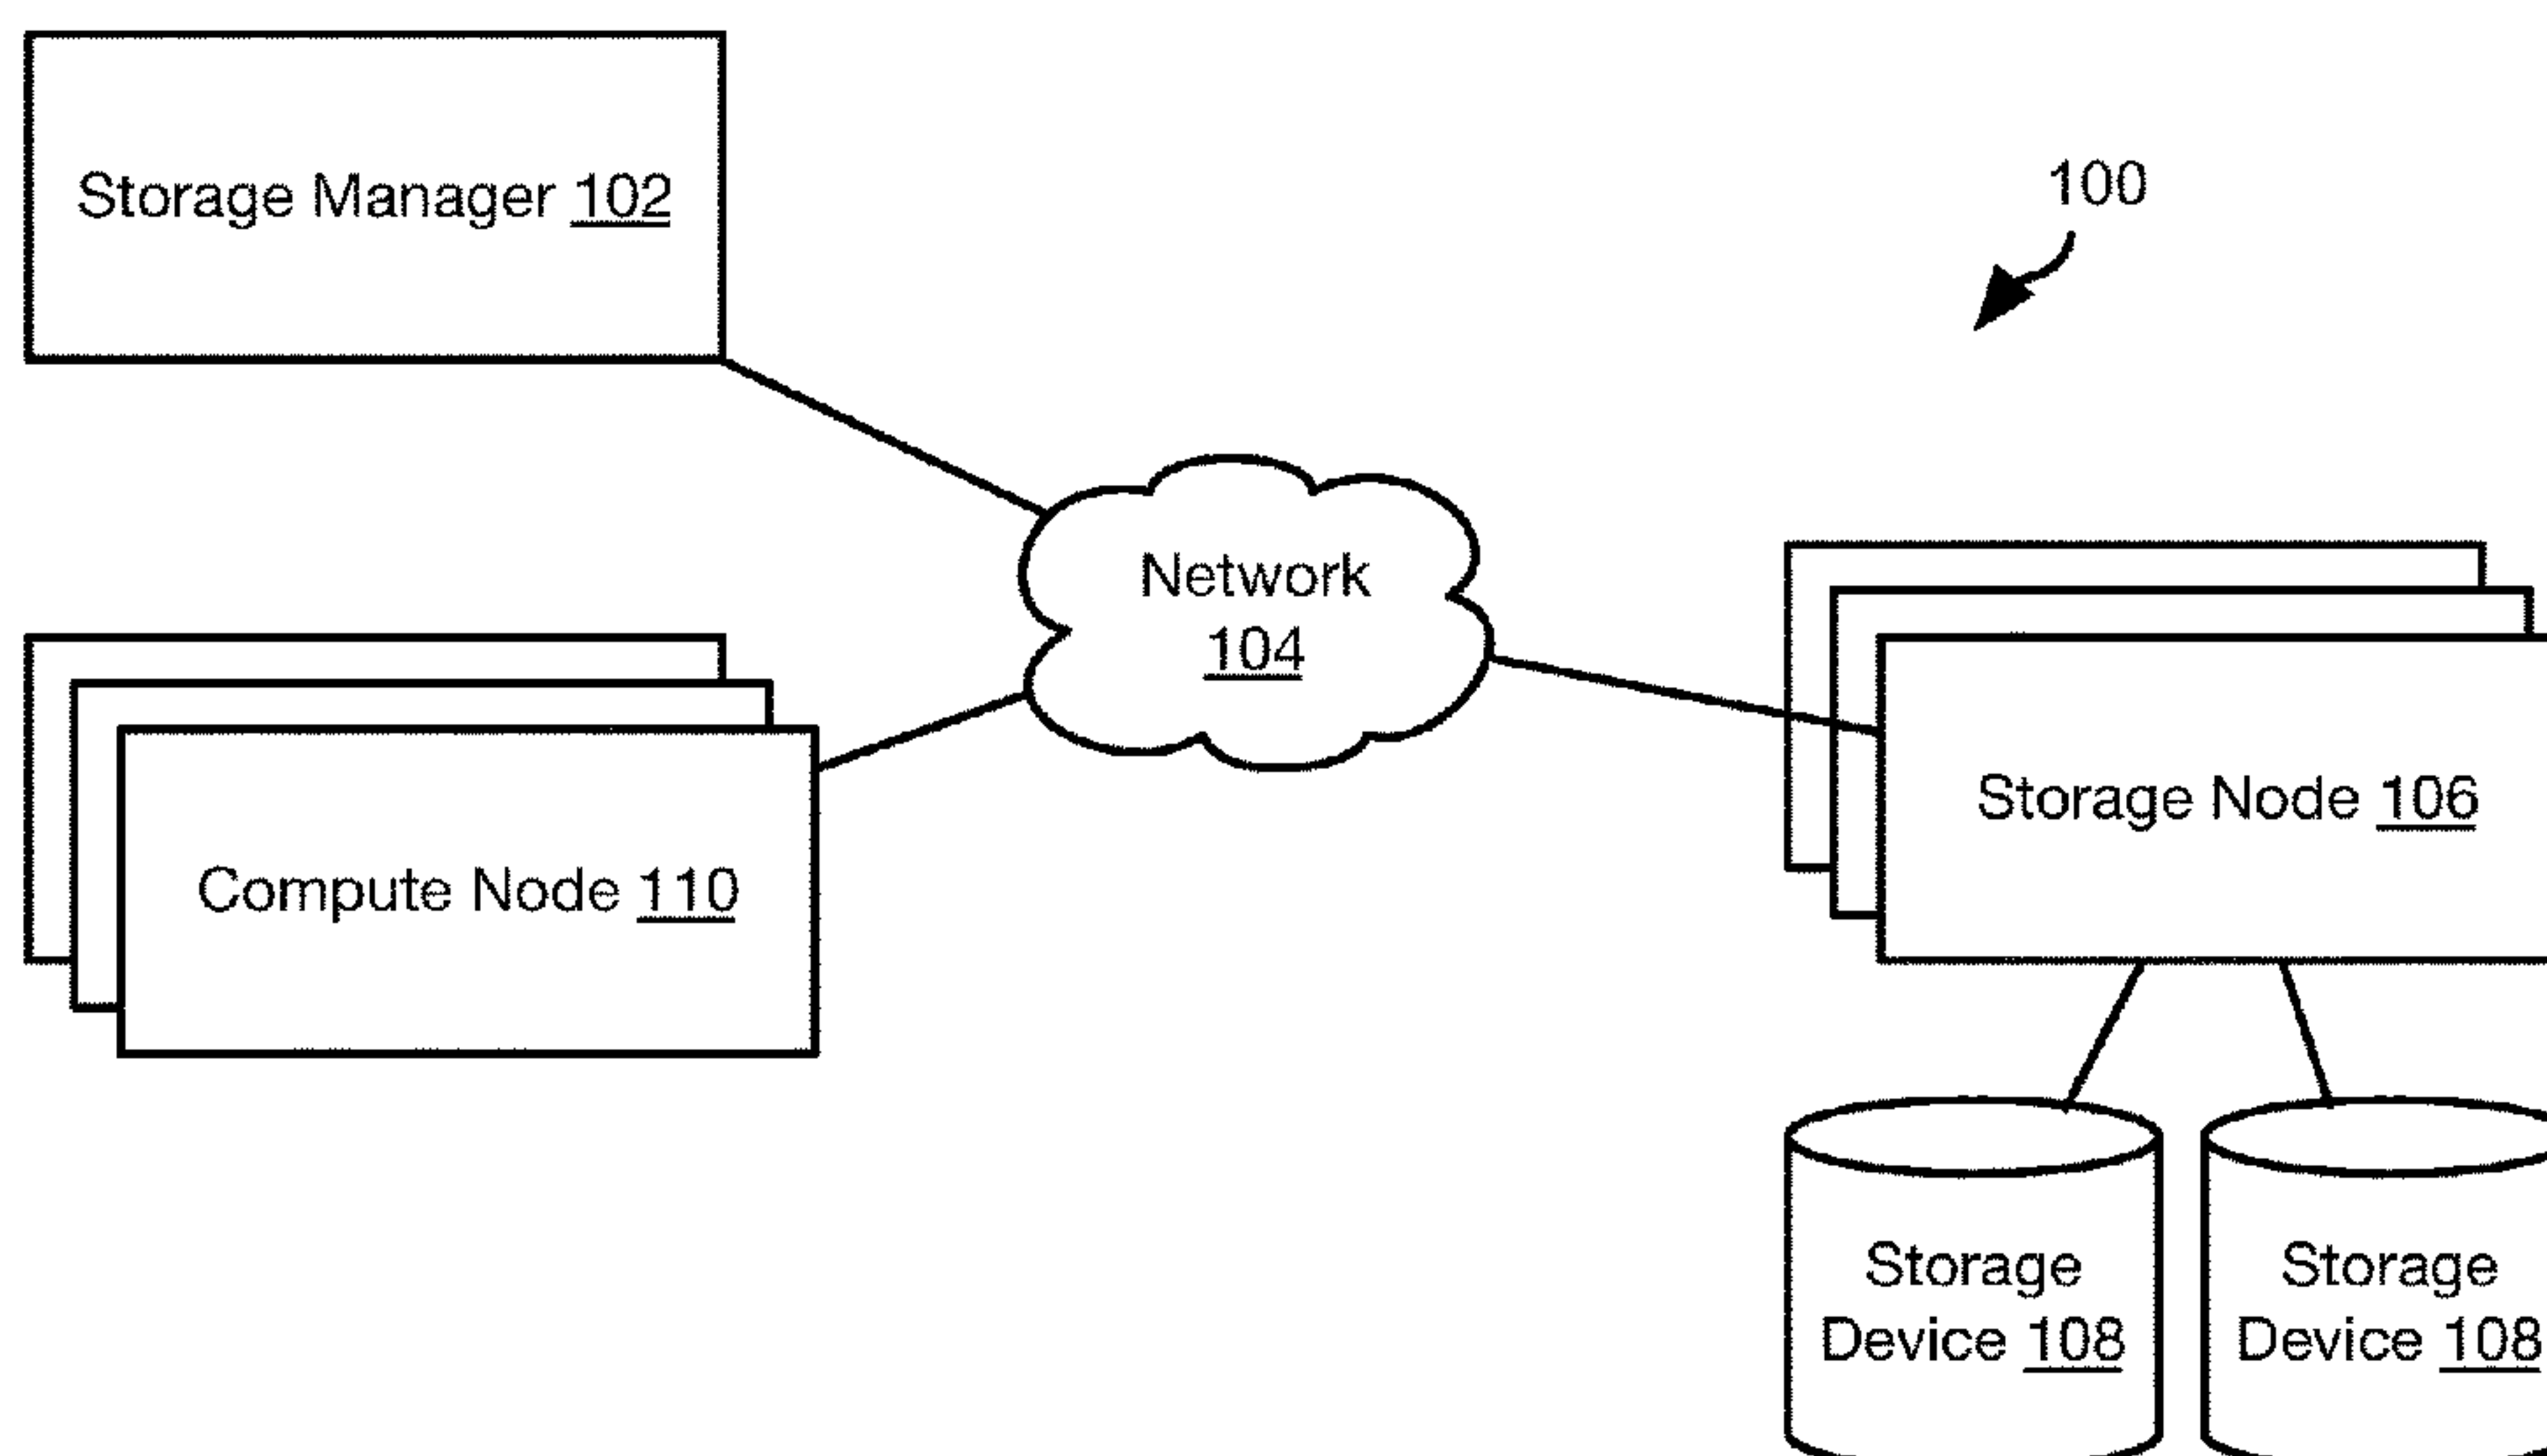 Storage Manager 102
100
Network
104
Storage Node 106
Compute Node 110
Storage
Device 108
Storage
Device 108